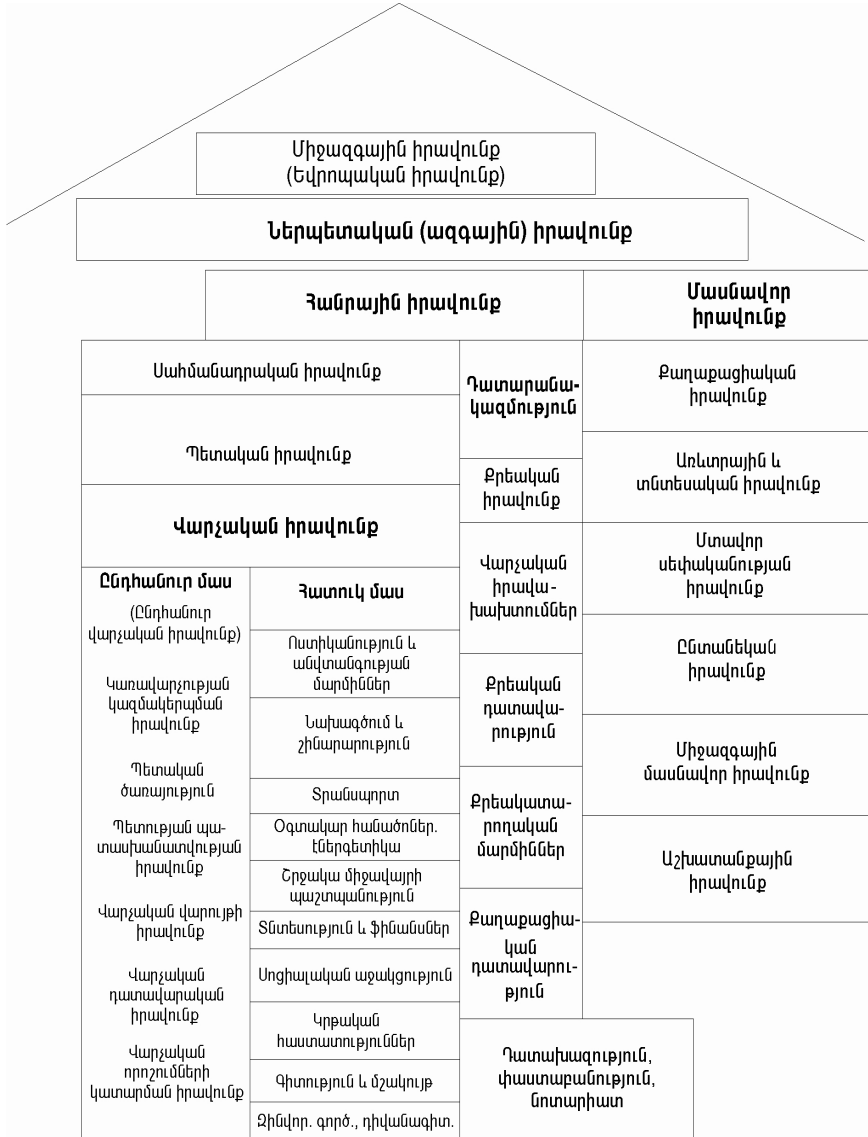 Միջազգային իրավունք
(Եվրոպական իրավունք)
Ներպետական (ազգային) իրավունք
Հանրային իրավունք
Մասնավոր
իրավունք
Սահմանադրական իրավունք
Պետական իրավունք
Վարչական իրավունք
Ընդհանուր մաս
(Ընդհանուր
վարչական իրավունք)
Կառավարչության
կազմակերպման
իրավունք
Պետական
ծառայություն
Պետության պա-
տասխանատվության
իրավունք
Վարչական վարույթի
իրավունք
Վարչական
դատավարական
իրավունք
Վարչական
որոշումների
կատարման իրավունք
Հատուկ մաս
Ոստիկանություն և
անվտանգության
մարմիններ
Նախագծում և
շինարարություն
Տրանսպորտ
Օգտակար հանածոներ.
էներգետիկա
Շրջակա միջավայրի
պաշտպանություն
Տնտեսություն և ֆինանսներ
Սոցիալական աջակցություն
Կրթական
հաստատություններ
Գիտություն և մշակույթ
Զինվոր. գործ., դիվանագիտ.
Դատարանա-
կազմություն
Քրեական
իրավունք
Վարչական
իրավա-
խախտումներ
Քրեական
դատավա-
րություն
Քրեակատա-
րողական
մարմիններ
Քաղաքացիա-
կան
դատավարու-
թյուն
Դատախազություն,
փաստաբանություն,
նոտարիատ
Քաղաքացիական
իրավունք
Առևտրային և
տնտեսական իրավունք
Մտավոր
սեփականության
իրավունք
Ընտանեկան
իրավունք
Միջազգային
մասնավոր իրավունք
Աշխատանքային
իրավունք